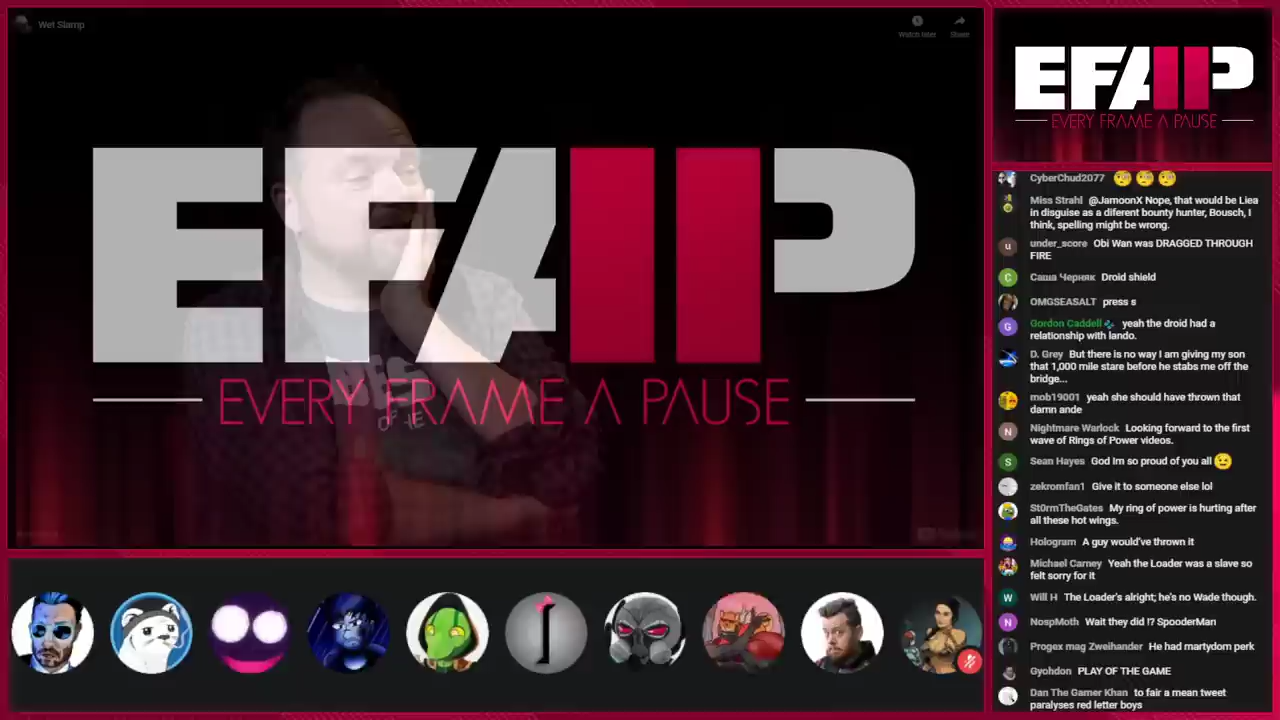 Wet Slamp
Watch later
Share
EFAP
EVERY FRAME A PAUSE
EFAP
EVERY FRAME A PAUSE
CyberChud2077
Miss Strahl @JamoonX Nope, that would be Liea
in disguise as a diferent bounty hunter, Bousch, I
think, spelling might be wrong.
under_score Obi Wan was DRAGGED THROUGH
FIRE
Саша Черняк Droid shield
OMGSEASALT press s
Gordon Caddell yeah the droid had a
relationship with lando.
D. Grey But there is no way I am giving my son
that 1,000 mile stare before he stabs me off the
bridge...
mob19001 yeah she should have thrown that
damn ande
Nightmare Warlock Looking forward to the first
wave of Rings of Power videos.
Sean Hayes God Im so proud of you all
zekromfan1 Give it to someone else lol
St0rmTheGates My ring of power is hurting after
all these hot wings.
Hologram A guy would've thrown it
Michael Carney Yeah the Loader was a slave so
felt sorry for it
Will H The Loader's alright; he's no Wade though.
NospMoth Wait they did !? SpooderMan
Progex mag Zweihander He had martydom perk
Gyohdon PLAY OF THE GAME
Dan The Gamer Khan to fair a mean tweet
paralyses red letter boys